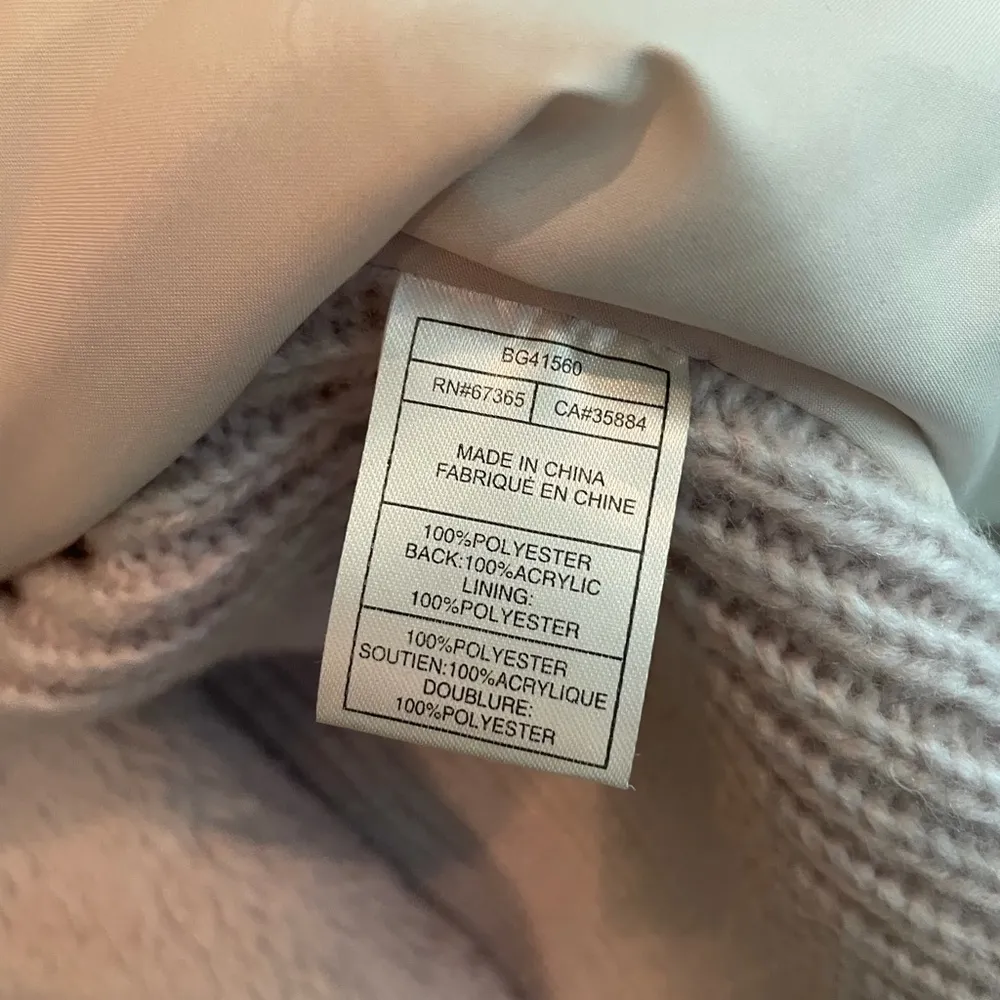 BG41560
RN#67365 CA#35884
MADE IN CHINA
FABRIQUÉ EN CHINE
100%POLYESTER
BACK:100%ACRYLIC
LINING:
100%POLYESTER
100%POLYESTER
SOUTIEN:100%ACRYLIQUE
DOUBLURE:
100%POLYESTER